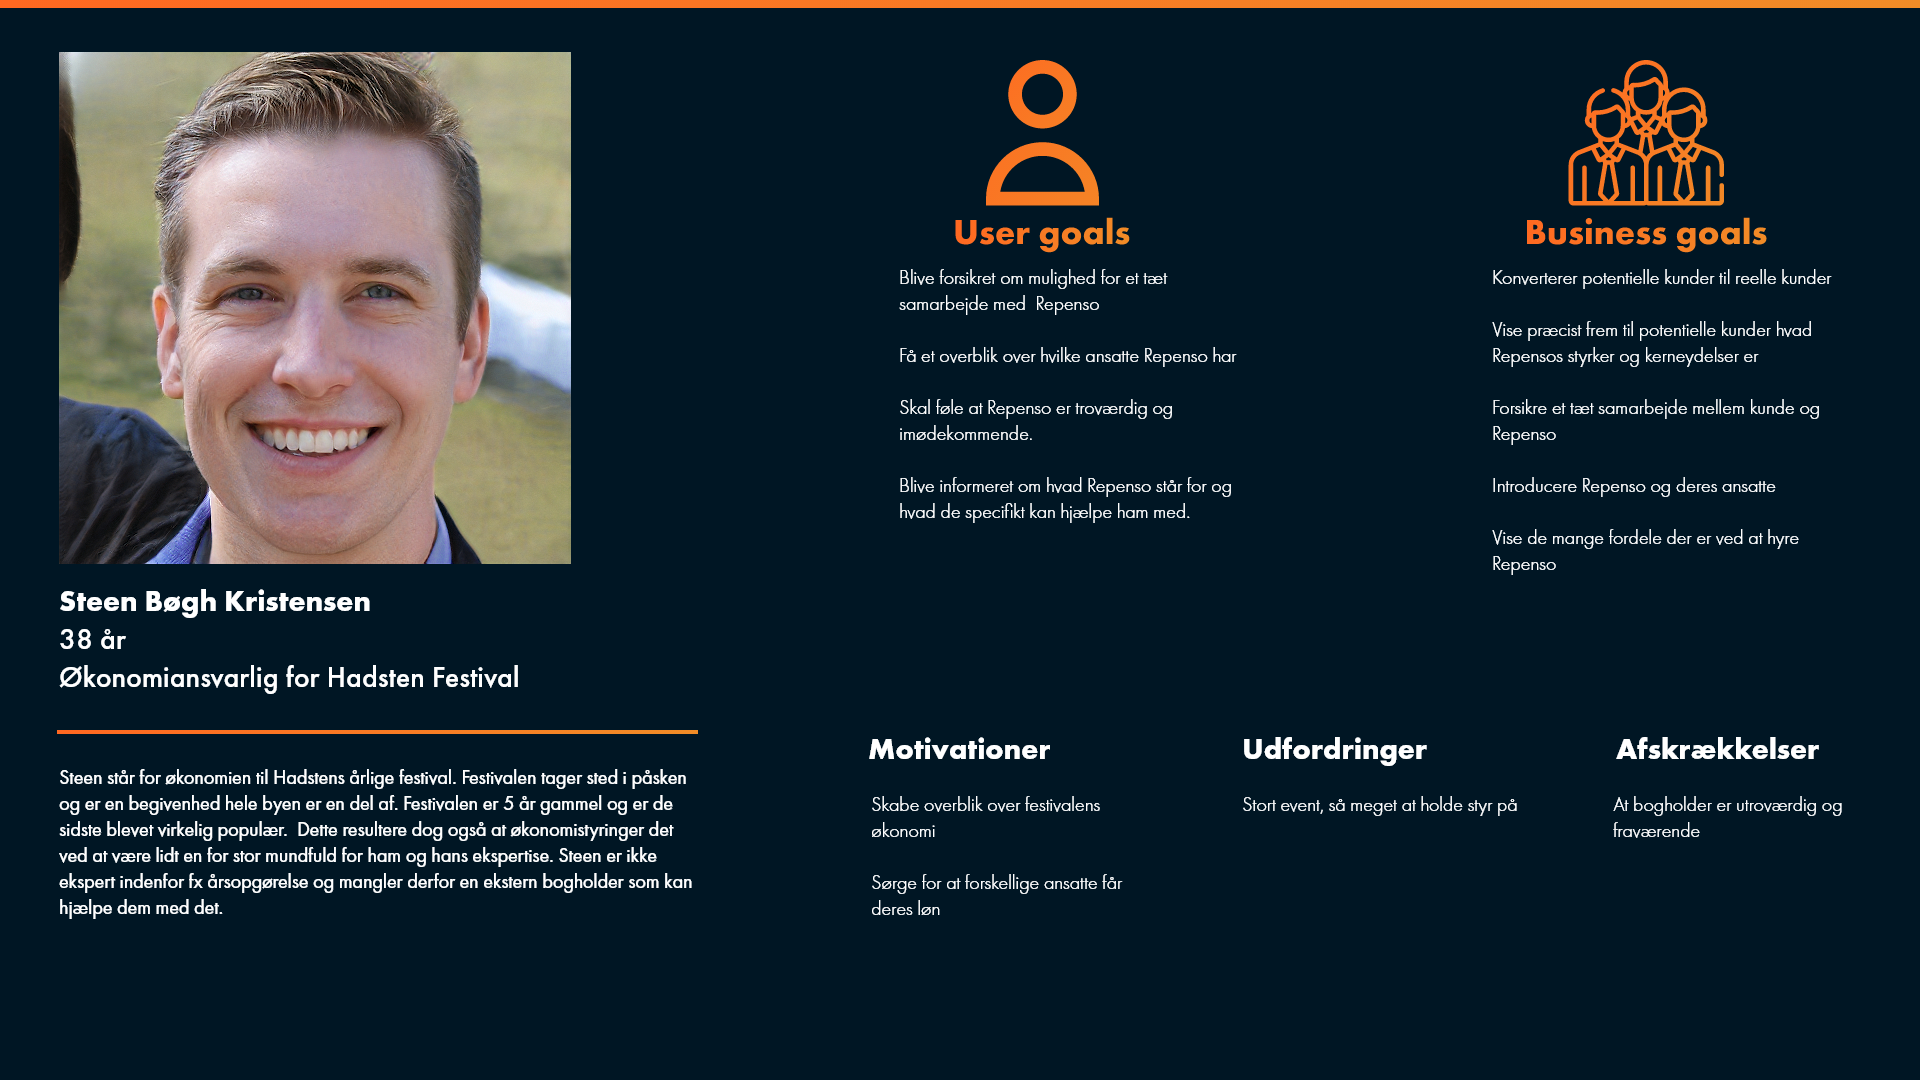 Steen Bøgh Kristensen
38 år
Økonomiansvarlig for Hadsten Festival
Steen står for økonomien til Hadstens årlige festival. Festivalen tager sted i påsken
og er en begivenhed hele byen er en del af. Festivalen er 5 år gammel og er de
sidste blevet virkelig populær.  Dette resultere dog også at økonomistyringer det
ved at være lidt en for stor mundfuld for ham og hans ekspertise. Steen er ikke
ekspert indenfor fx årsopgørelse og mangler derfor en ekstern bogholder som kan
hjælpe dem med det.
User goals
Blive forsikret om mulighed for et tæt
samarbejde med  Repenso
Få et overblik over hvilke ansatte Repenso har
Skal føle at Repenso er troværdig og
imødekommende.
Blive informeret om hvad Repenso står for og
hvad de specifikt kan hjælpe ham med.
Business goals
Konverterer potentielle kunder til reelle kunder
Vise præcist frem til potentielle kunder hvad
Repensos styrker og kerneydelser er
Forsikre et tæt samarbejde mellem kunde og
Repenso
Introducere Repenso og deres ansatte
Vise de mange fordele der er ved at hyre
Repenso
Motivationer
Skabe overblik over festivalens
økonomi
Sørge for at forskellige ansatte får
deres løn
Udfordringer
Stort event, så meget at holde styr på
Afskrækkelser
At bogholder er utroværdig og
fraværende